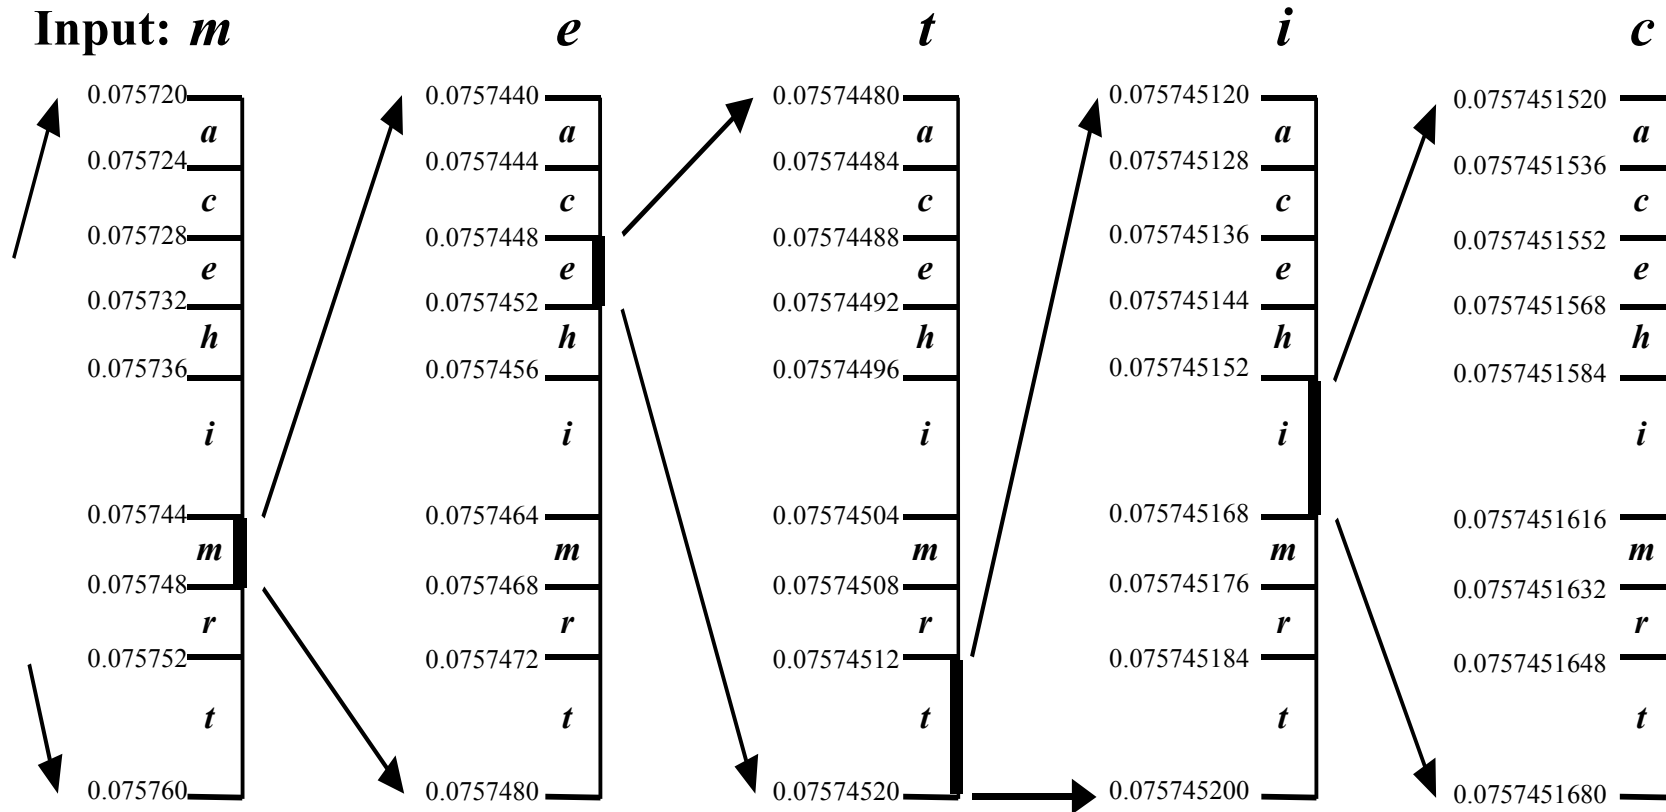 Input: m e t i c
0.075720 0.0757440 0.07574480 0.075745120 0.0757451520
a a a a a
0.075724 0.0757444 0.07574484 0.075745128 0.0757451536
c c c c c
0.075728 0.0757448 0.07574488 0.075745136 0.0757451552
e e e e e
0.075732 0.0757452 0.07574492 0.075745144 0.0757451568
h h h h h
0.075736 0.0757456 0.07574496 0.075745152 0.0757451584
i i i i i
0.075744 0.0757464 0.07574504 0.075745168 0.0757451616
m m m m m
0.075748 0.0757468 0.07574508 0.075745176 0.0757451632
r r r r r
0.075752 0.0757472 0.07574512 0.075745184 0.0757451648
t t t t t
0.075760 0.0757480 0.07574520 0.075745200 0.0757451680